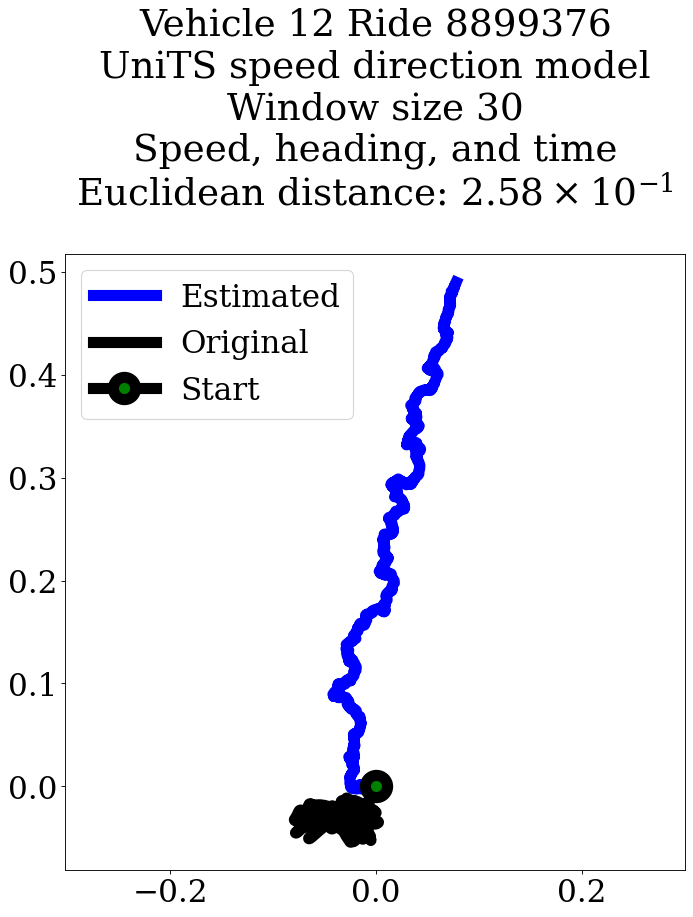 Vehicle 12 Ride 8899376
UniTS speed direction model
Window size 30
Speed, heading, and time
Euclidean distance: 2.58 × 10⁻¹
0.5
Estimated
Original
Start
0.4
0.3
0.2
0.1
0.0
−0.2
0.0
0.2